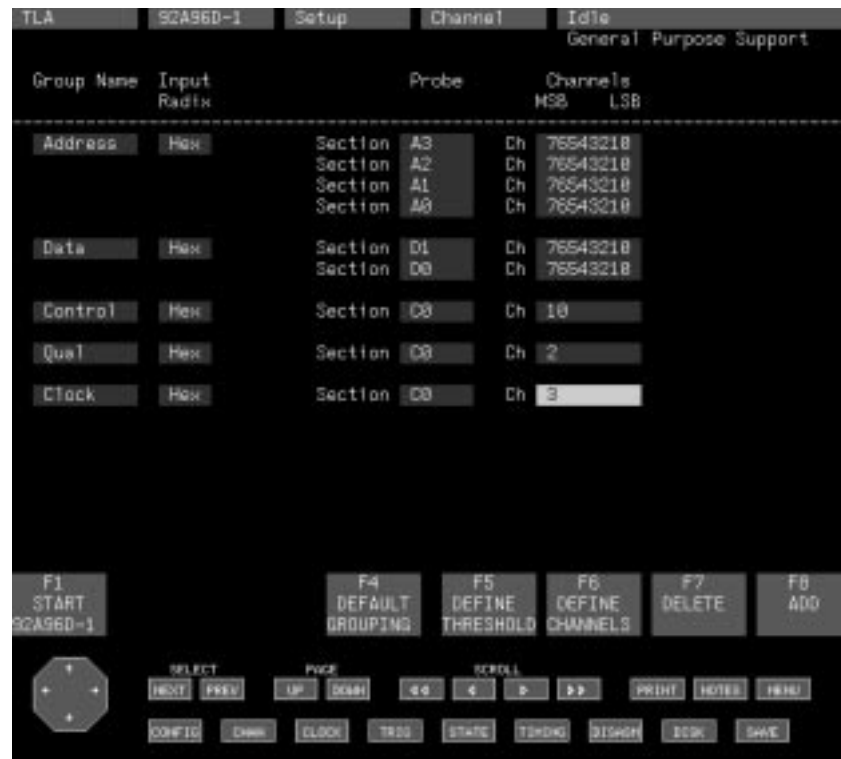 TLA 92A96D-1 Setup Channel Idle
General Purpose Support
Group Name Input Probe Channels
Radix MSB LSB
Address Hex Section A3 Ch 76543210
Section A2 Ch 76543210
Section A1 Ch 76543210
Section A0 Ch 76543210
Data Hex Section D1 Ch 76543210
Section D0 Ch 76543210
Control Hex Section C0 Ch 10
Qual Hex Section C0 Ch 2
Clock Hex Section C0 Ch 3
F1 F4 F5 F6 F7 F8
START DEFAULT DEFINE DEFINE DELETE ADD
92A96D-1 GROUPING THRESHOLD CHANNELS
SELECT PAGE SCROLL
NEXT PREV UP DOWN PRINT NOTES MENU
CONFIG CHAN CLOCK TRIG STATE TIMING DISASM DISK SAVE